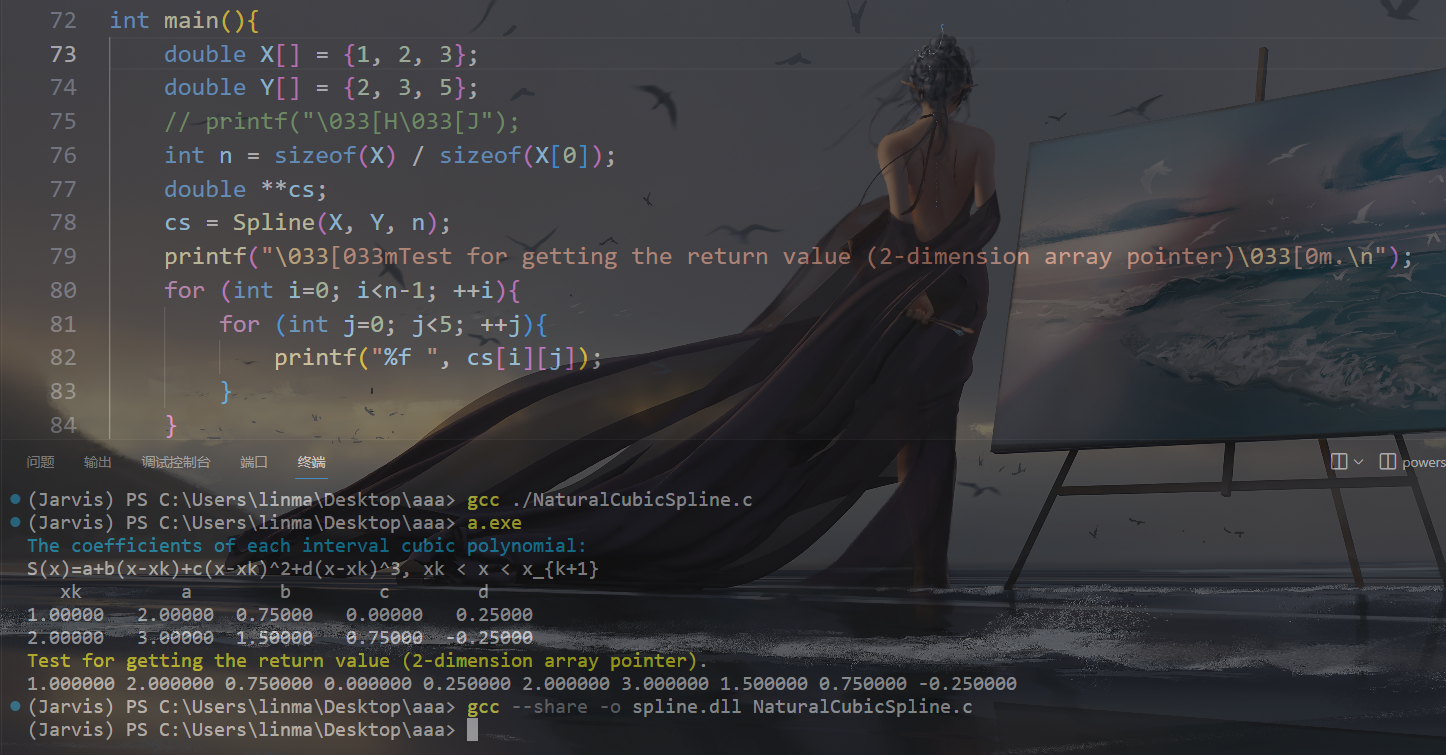 72 int main(){
73 double X[] = {1, 2, 3};
74 double Y[] = {2, 3, 5};
75 // printf("\033[H\033[J");
76 int n = sizeof(X) / sizeof(X[0]);
77 double **cs;
78 cs = Spline(X, Y, n);
79 printf("\033[033mTest for getting the return value (2-dimension array pointer)\033[0m.\n");
80 for (int i=0; i<n-1; ++i){
81 for (int j=0; j<5; ++j){
82 printf("%f ", cs[i][j]);
83 }
84 }
问题 输出 调试控制台 端口 终端 powers
(Jarvis) PS C:\Users\linma\Desktop\aaa> gcc ./NaturalCubicSpline.c
(Jarvis) PS C:\Users\linma\Desktop\aaa> a.exe
The coefficients of each interval cubic polynomial:
S(x)=a+b(x-xk)+c(x-xk)^2+d(x-xk)^3, xk < x < x_{k+1}
xk a b c d
1.00000 2.00000 0.75000 0.00000 0.25000
2.00000 3.00000 1.50000 0.75000 -0.25000
Test for getting the return value (2-dimension array pointer).
1.000000 2.000000 0.750000 0.000000 0.250000 2.000000 3.000000 1.500000 0.750000 -0.250000
(Jarvis) PS C:\Users\linma\Desktop\aaa> gcc --share -o spline.dll NaturalCubicSpline.c
(Jarvis) PS C:\Users\linma\Desktop\aaa>